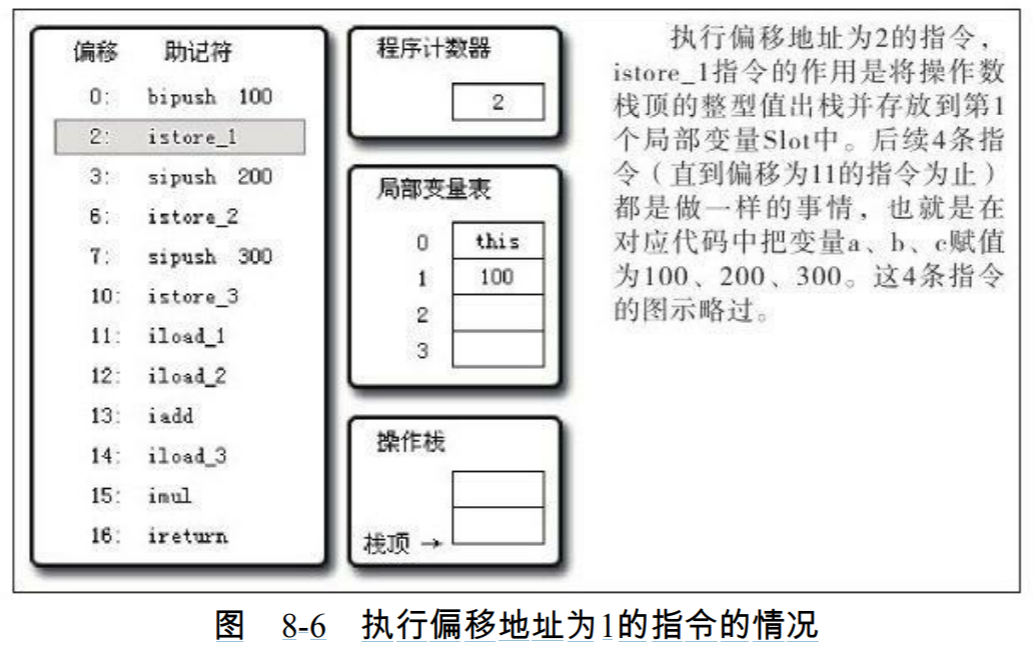 偏移 助记符
0: bipush 100
2: istore_1
3: sipush 200
6: istore_2
7: sipush 300
10: istore_3
11: iload_1
12: iload_2
13: iadd
14: iload_3
15: imul
16: ireturn
程序计数器
2
局部变量表
0 this
1 100
2
3
操作栈
栈顶 →
执行偏移地址为2的指令，
istore_1指令的作用是将操作数
栈顶的整型值出栈并存放到第1
个局部变量Slot中。后续4条指
令（直到偏移为11的指令为止）
都是做一样的事情，也就是在
对应代码中把变量a、b、c赋值
为100、200、300。这4条指令
的图示略过。
图 8-6 执行偏移地址为1的指令的情况